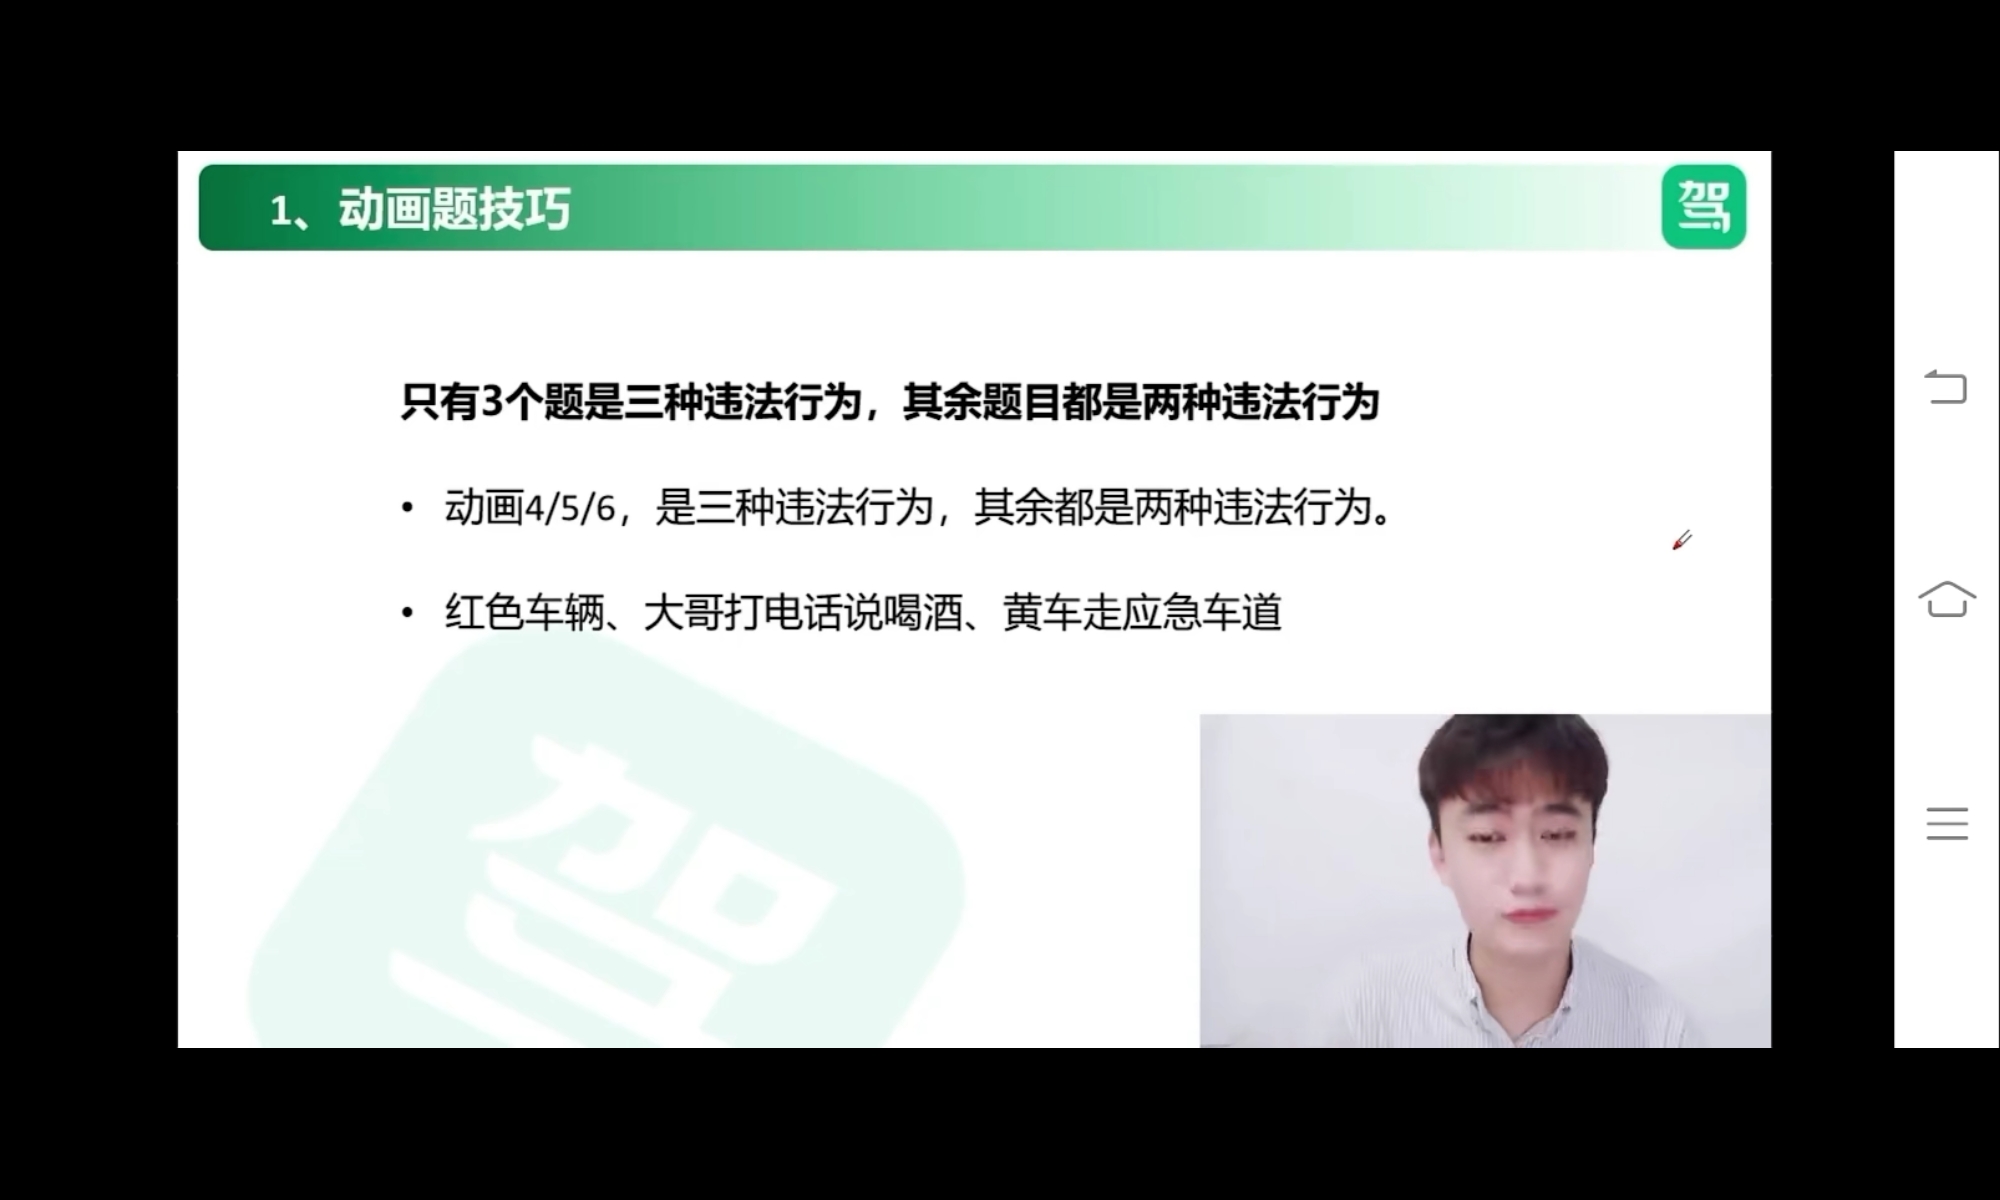 1、动画题技巧
驾
只有3个题是三种违法行为，其余题目都是两种违法行为
• 动画4/5/6，是三种违法行为，其余都是两种违法行为。
• 红色车辆、大哥打电话说喝酒、黄车走应急车道
驾